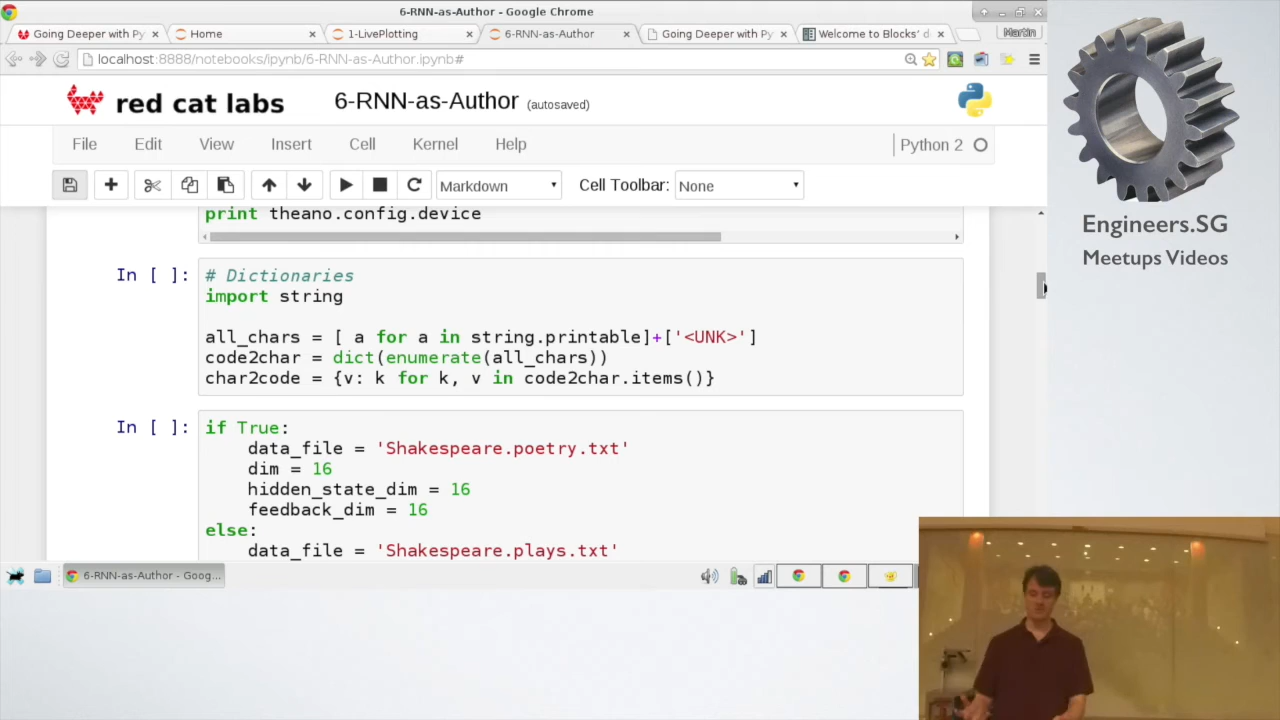 6-RNN-as-Author - Google Chrome
Going Deeper with Py
Home
1-LivePlotting
6-RNN-as-Author
Going Deeper with Py
Welcome to Blocks' d
Martin
localhost:8888/notebooks/ipynb/6-RNN-as-Author.ipynb#
red cat labs
6-RNN-as-Author (autosaved)
File Edit View Insert Cell Kernel Help
Python 2
Markdown
Cell Toolbar: None
print theano.config.device
In [ ]: # Dictionaries
import string
all_chars = [ a for a in string.printable]+['<UNK>']
code2char = dict(enumerate(all_chars))
char2code = {v: k for k, v in code2char.items()}
In [ ]: if True:
data_file = 'Shakespeare.poetry.txt'
dim = 16
hidden_state_dim = 16
feedback_dim = 16
else:
data_file = 'Shakespeare.plays.txt'
6-RNN-as-Author - Goog...
Engineers.SG
Meetups Videos